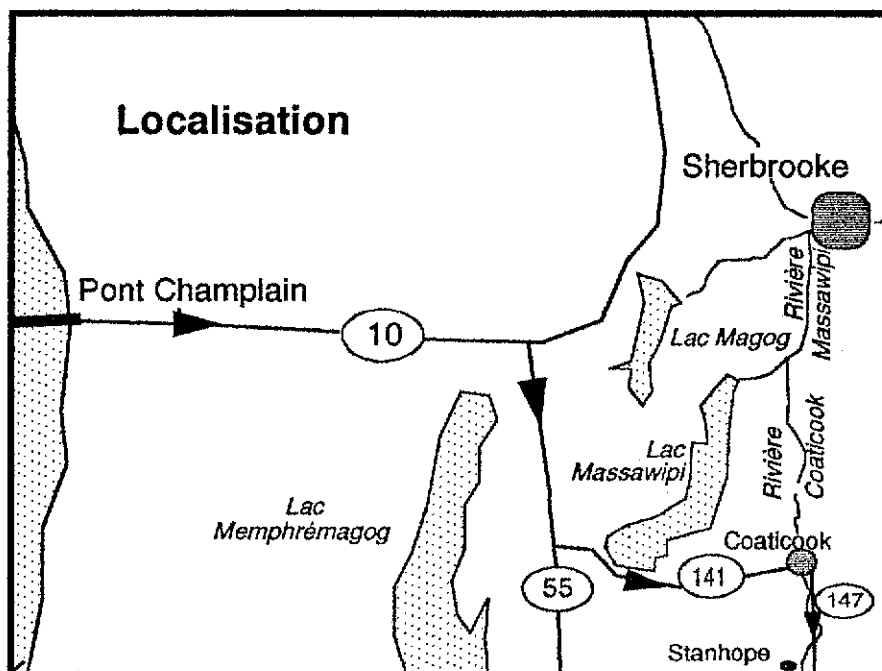 Localisation
Sherbrooke
Pont Champlain
10
Rivière
Massawipi
Lac Magog
Lac
Massawipi
Rivière
Coaticook
Lac
Memphrémagog
Coaticook
55
141
147
Stanhope